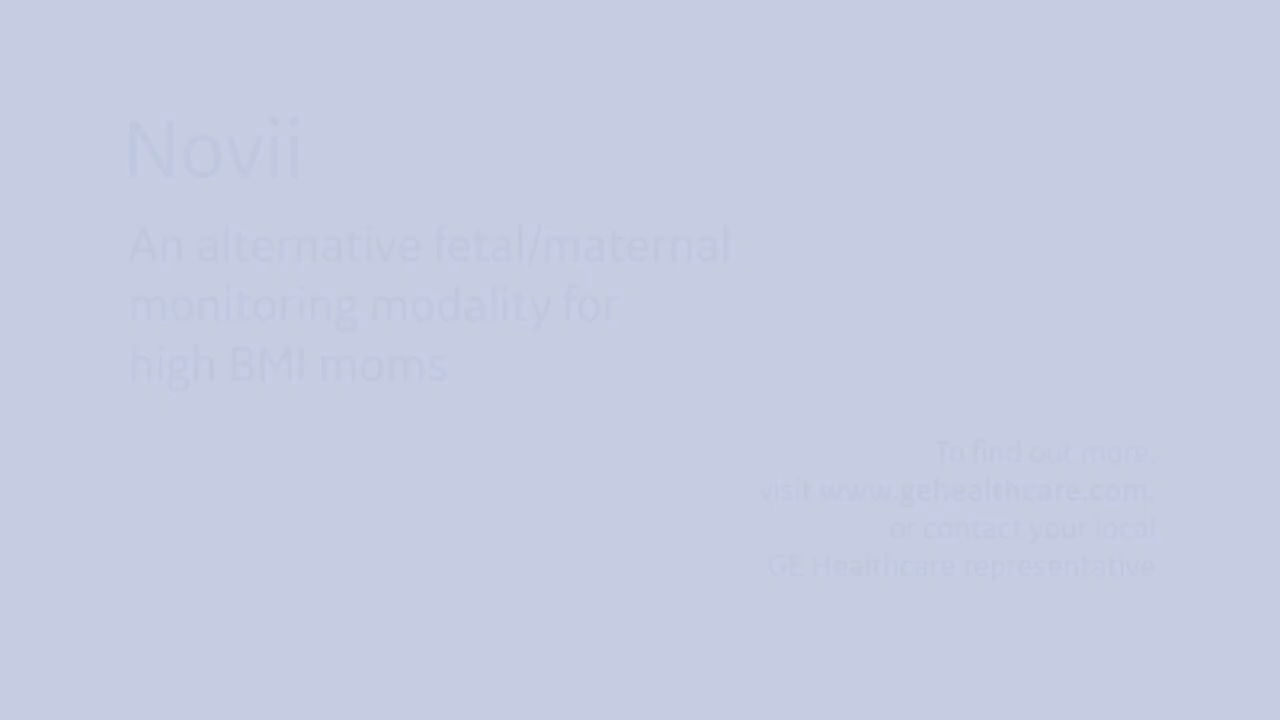 Novii
An alternative fetal/maternal
monitoring modality for
high BMI moms
To find out more,
visit www.gehealthcare.com,
or contact your local
GE Healthcare representative